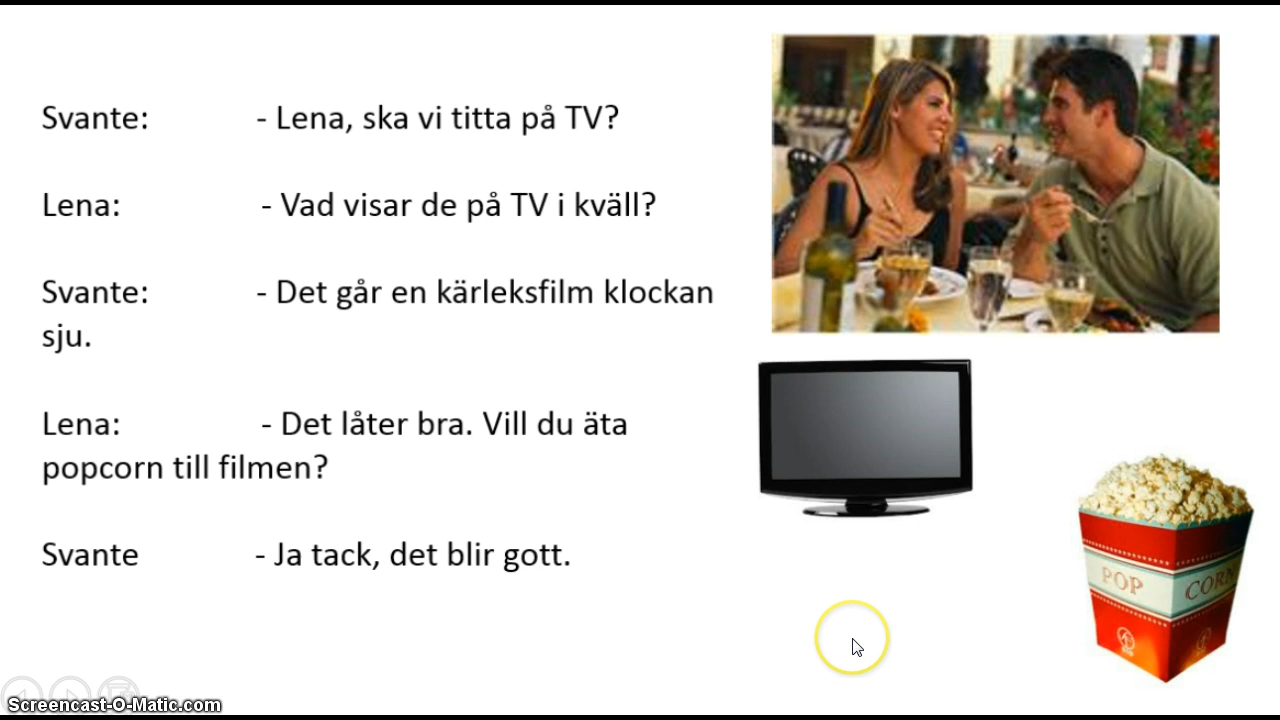 Svante: - Lena, ska vi titta på TV?
Lena: - Vad visar de på TV i kväll?
Svante: - Det går en kärleksfilm klockan
sju.
Lena: - Det låter bra. Vill du äta
popcorn till filmen?
Svante - Ja tack, det blir gott.
POP CORN
Screencast-O-Matic.com